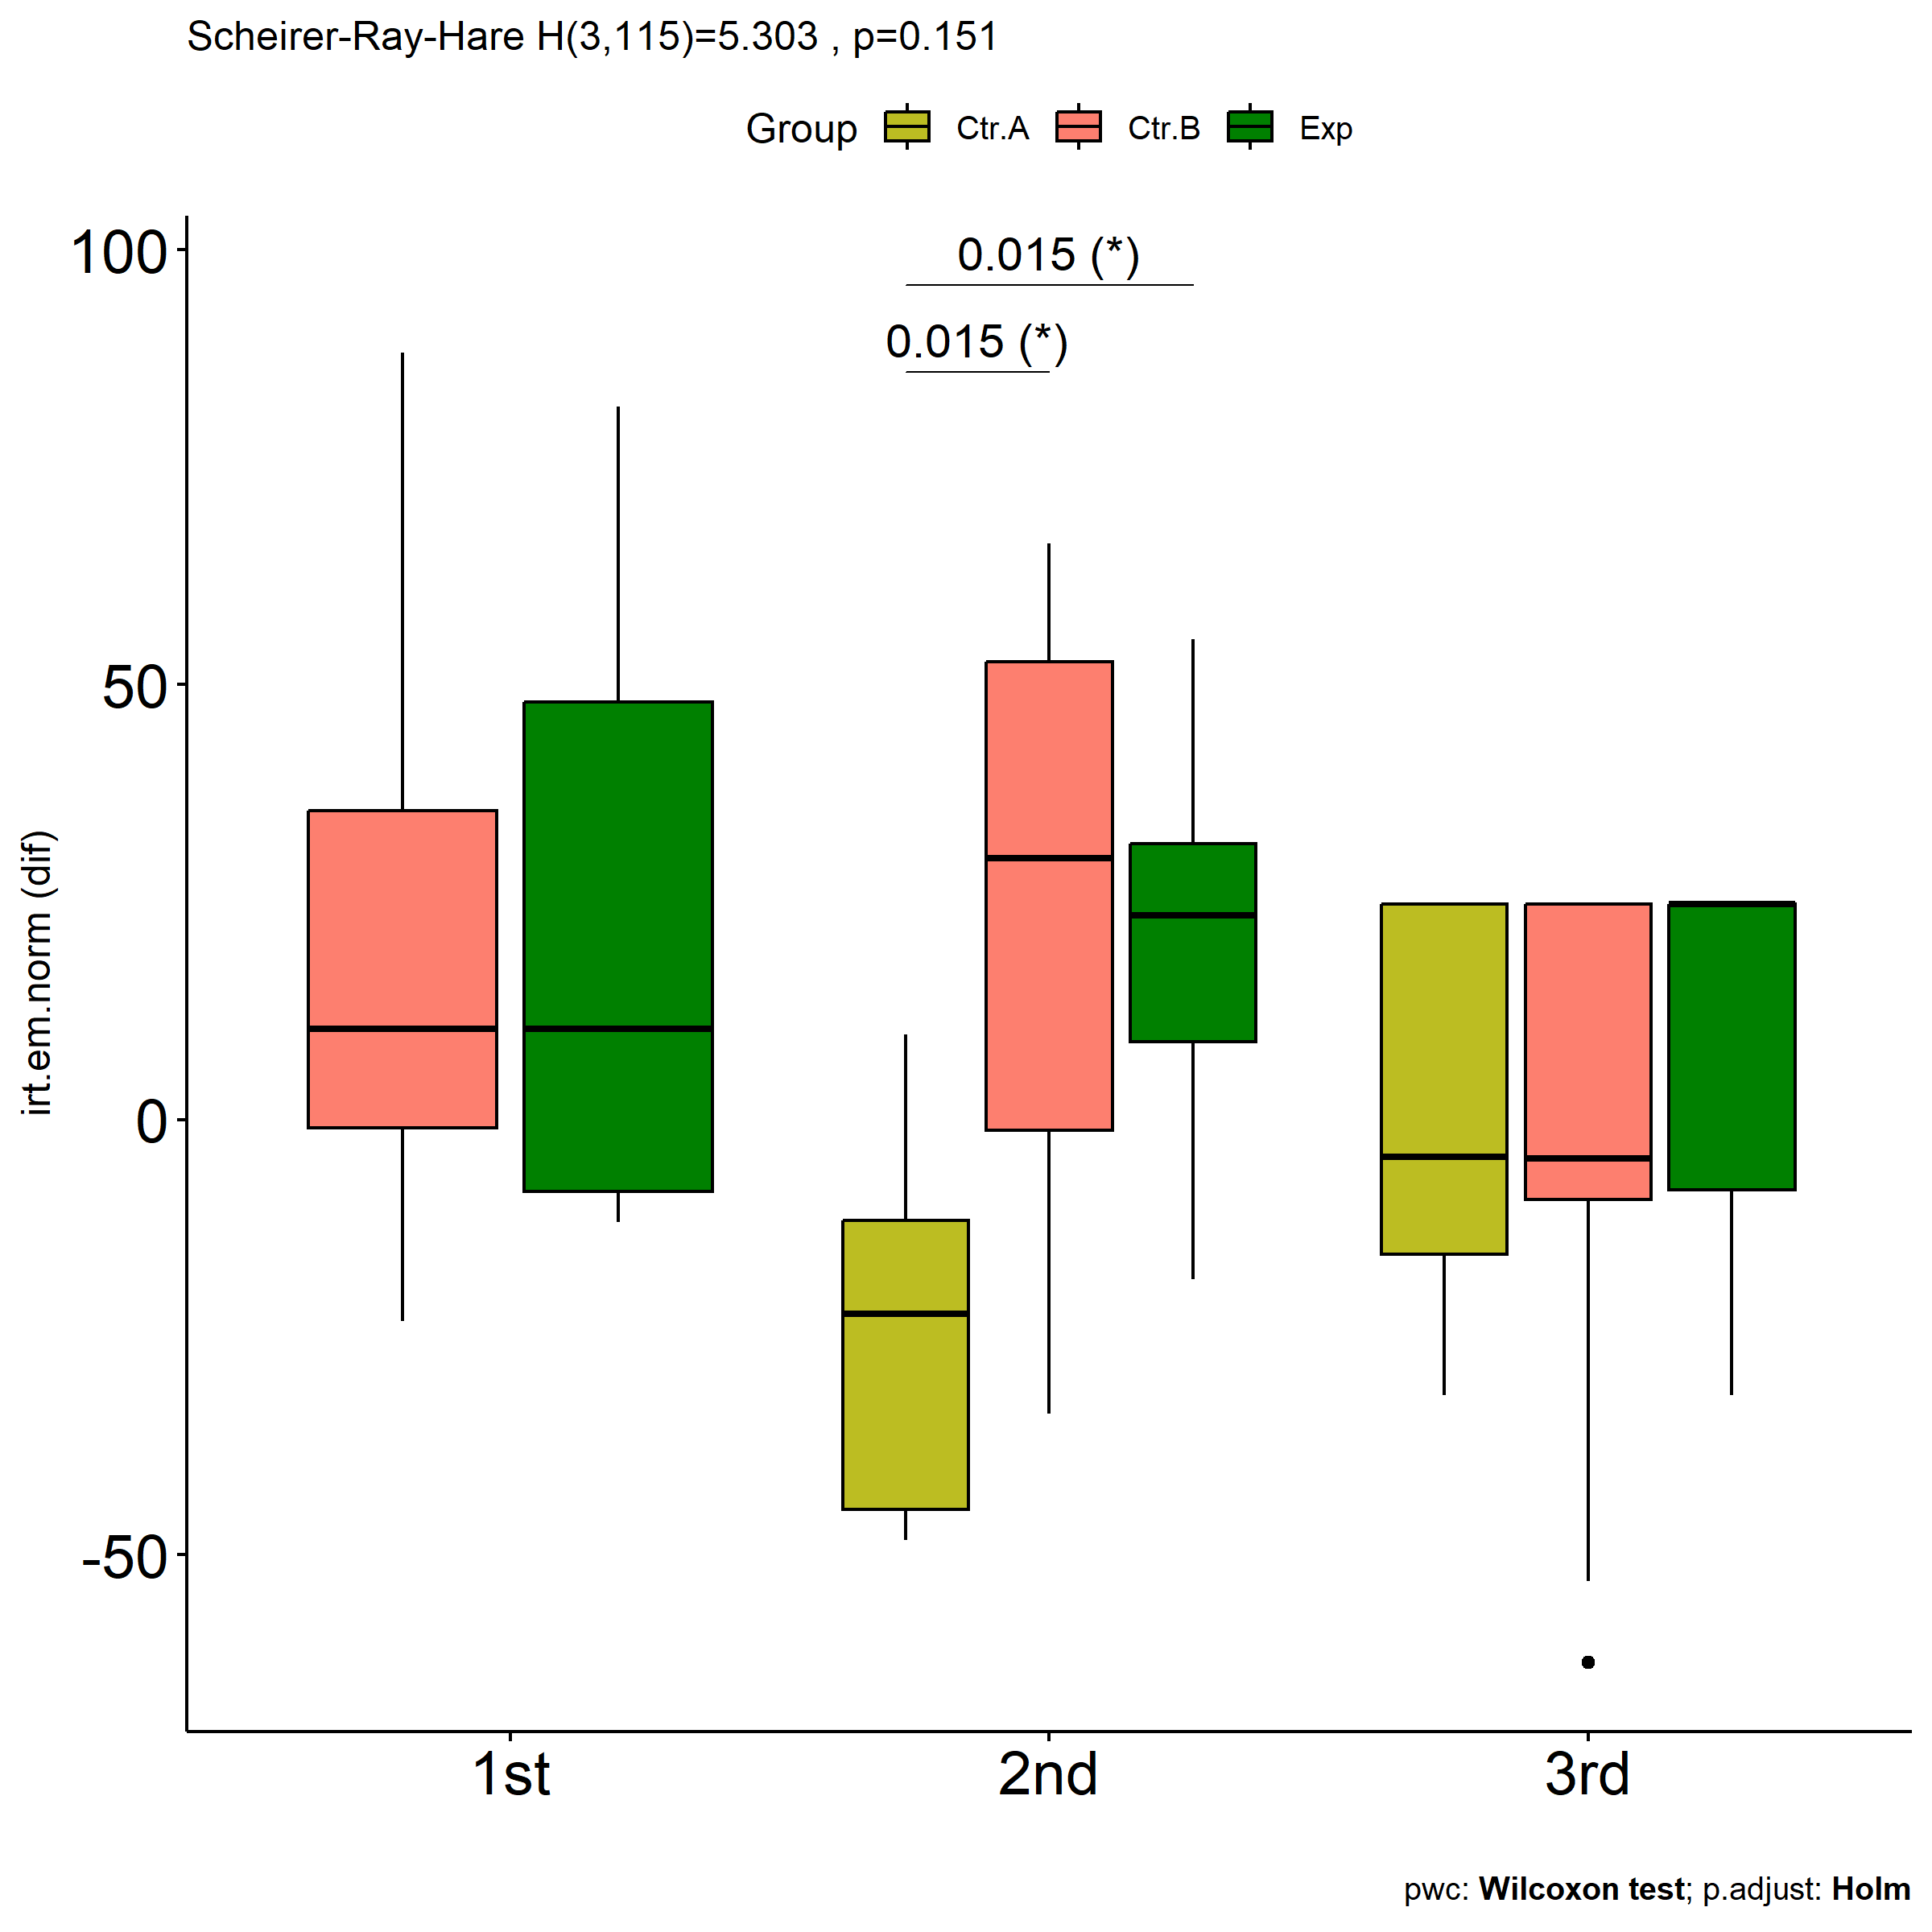 Scheirer-Ray-Hare H(3,115)=5.303 , p=0.151
Group Ctr.A Ctr.B Exp
100
50
0
-50
irt.em.norm (dif)
0.015 (*)
0.015 (*)
1st 2nd 3rd
pwc: Wilcoxon test; p.adjust: Holm